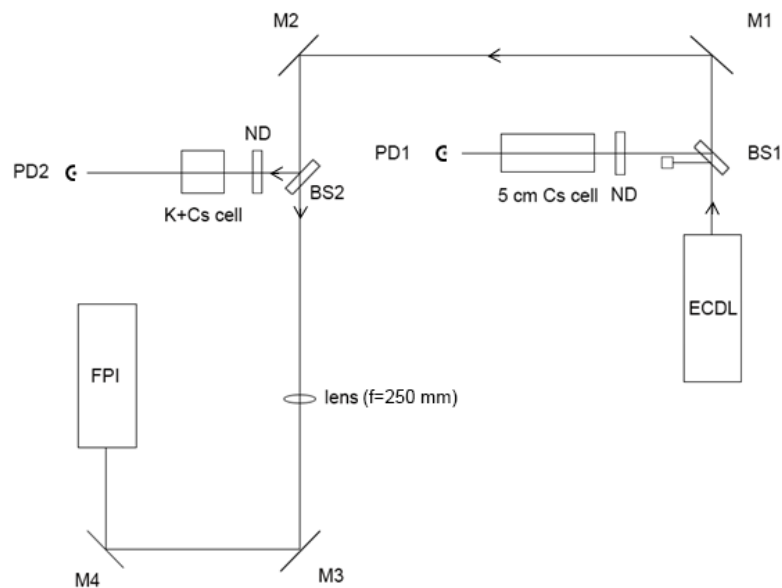 M2
M1
ND
PD2
BS2
K+Cs cell
PD1
BS1
5 cm Cs cell
ND
ECDL
FPI
lens (f=250 mm)
M4
M3